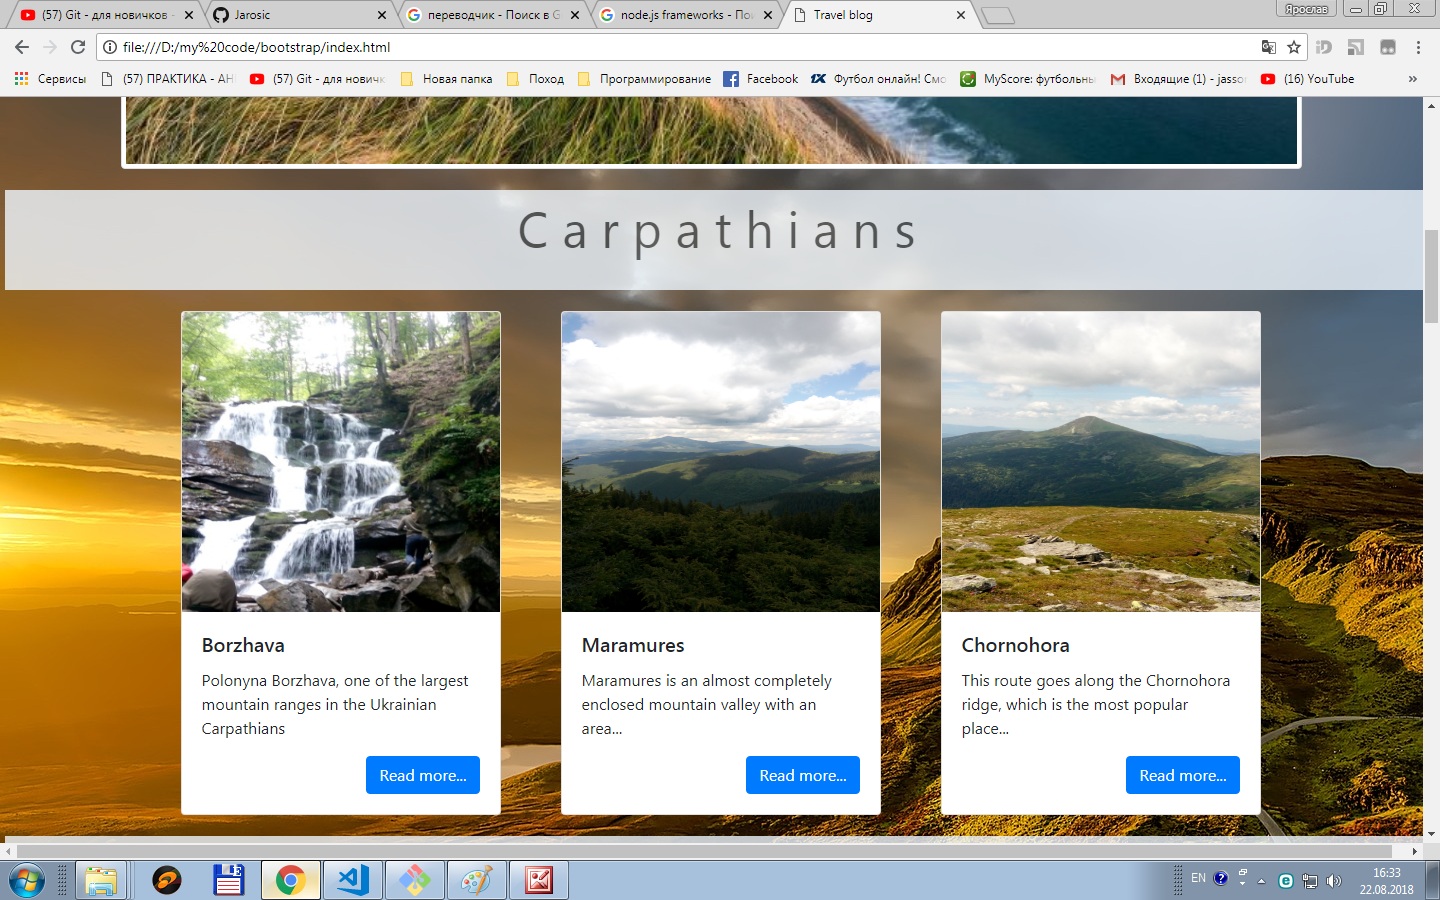 (57) Git - для новичков -
Jarosic
переводчик - Поиск в G
node.js frameworks - По
Travel blog
Ярослав
file:///D:/my%20code/bootstrap/index.html
Сервисы
(57) ПРАКТИКА - АН
(57) Git - для новичк
Новая папка
Поход
Программирование
Facebook
1X
Футбол онлайн! Смо
MyScore: футбольнь
Входящие (1) - jassor
(16) YouTube
»
Carpathians
Borzhava
Polonyna Borzhava, one of the largest
mountain ranges in the Ukrainian
Carpathians
Read more...
Maramures
Maramures is an almost completely
enclosed mountain valley with an
area...
Read more...
Chornohora
This route goes along the Chornohora
ridge, which is the most popular
place...
Read more...
EN
16:33
22.08.2018